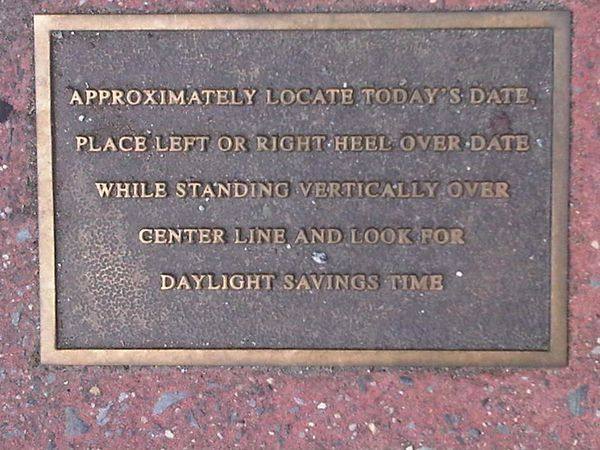 APPROXIMATELY LOCATE TODAY'S DATE,
PLACE LEFT OR RIGHT HEEL OVER DATE
WHILE STANDING VERTICALLY OVER
CENTER LINE AND LOOK FOR
DAYLIGHT SAVINGS TIME